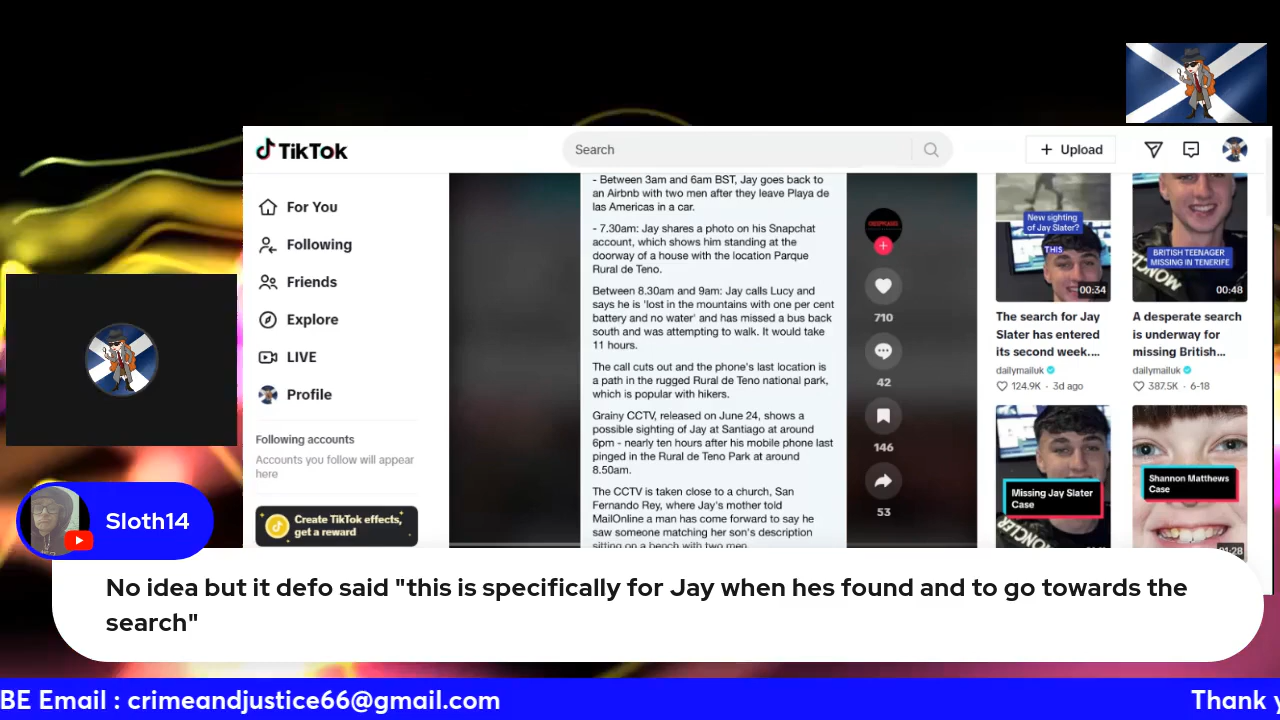 TikTok
Search
Upload
For You
Following
Friends
Explore
LIVE
Profile
Following accounts
Accounts you follow will appear
here
Create TikTok effects,
get a reward
- Between 3am and 6am BST, Jay goes back to
an Airbnb with two men after they leave Playa de
las Americas in a car.
- 7.30am: Jay shares a photo on his Snapchat
account, which shows him standing at the
doorway of a house with the location Parque
Rural de Teno.
Between 8.30am and 9am: Jay calls Lucy and
says he is 'lost in the mountains with one per cent
battery and no water' and has missed a bus back
south and was attempting to walk. It would take
11 hours.
The call cuts out and the phone's last location is
a path in the rugged Rural de Teno national park,
which is popular with hikers.
Grainy CCTV, released on June 24, shows a
possible sighting of Jay at Santiago at around
6pm - nearly ten hours after his mobile phone last
pinged in the Rural de Teno Park at around
8.50am.
The CCTV is taken close to a church, San
Fernando Rey, where Jay's mother told
MailOnline a man has come forward to say he
saw someone matching her son's description
sitting on a bench with two men
710
42
146
53
New sighting
of Jay Slater?
THIS
00:34
The search for Jay
Slater has entered
its second week....
dailymailuk
124.9K · 3d ago
BRITISH TEENAGER
MISSING IN TENERIFE
00:48
A desperate search
is underway for
missing British...
dailymailuk
387.5K · 6-18
Missing Jay Slater
Case
MONCLER
Shannon Matthews
Case
Sloth14
No idea but it defo said "this is specifically for Jay when hes found and to go towards the
search"
BE Email : crimeandjustice66@gmail.com
Thank